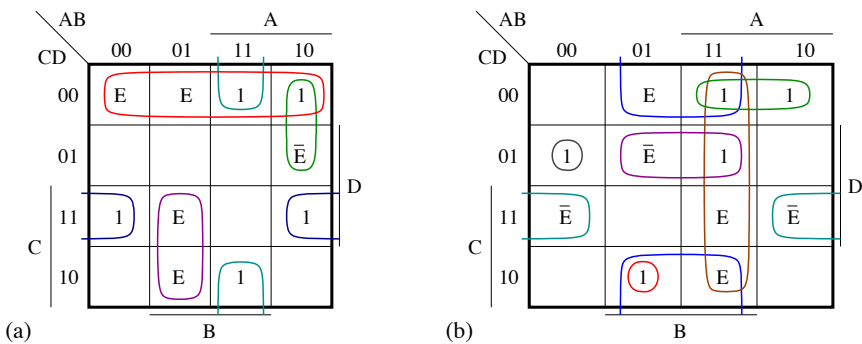 AB A AB A
CD 00 01 11 10 CD 00 01 11 10
00 E E 1 1 00 E 1 1
01 E̅ 01 1 E̅ 1
D D
11 1 E 1 11 E̅ E E̅
C C
10 E 1 10 1 E
(a) B (b) B